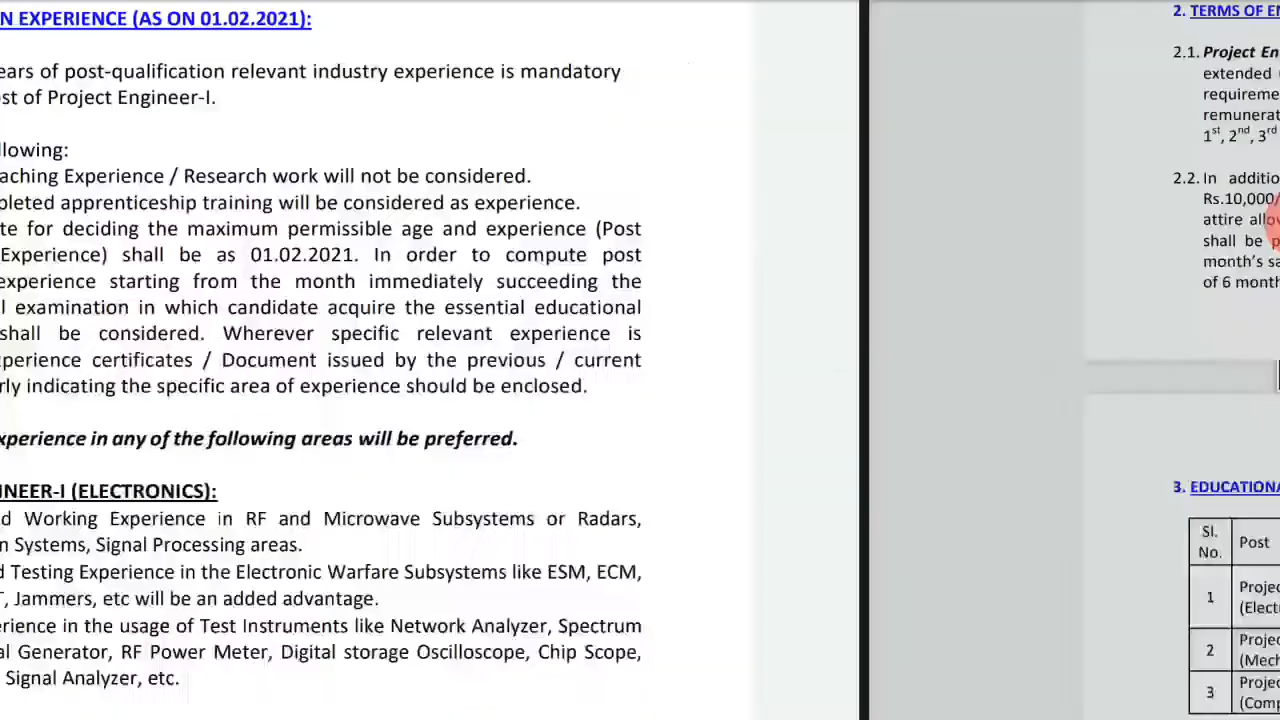 N EXPERIENCE (AS ON 01.02.2021):
ears of post-qualification relevant industry experience is mandatory
st of Project Engineer-I.
llowing:
aching Experience / Research work will not be considered.
pleted apprenticeship training will be considered as experience.
te for deciding the maximum permissible age and experience (Post
Experience) shall be as 01.02.2021. In order to compute post
experience starting from the month immediately succeeding the
l examination in which candidate acquire the essential educational
shall be considered. Wherever specific relevant experience is
xperience certificates / Document issued by the previous / current
rly indicating the specific area of experience should be enclosed.
xperience in any of the following areas will be preferred.
INEER-I (ELECTRONICS):
d Working Experience in RF and Microwave Subsystems or Radars,
n Systems, Signal Processing areas.
d Testing Experience in the Electronic Warfare Subsystems like ESM, ECM,
T, Jammers, etc will be an added advantage.
erience in the usage of Test Instruments like Network Analyzer, Spectrum
al Generator, RF Power Meter, Digital storage Oscilloscope, Chip Scope,
Signal Analyzer, etc.
2. TERMS OF EN
2.1. Project En
extended
requireme
remunerat
1st, 2nd, 3rd
2.2. In additio
Rs.10,000/
attire allow
shall be p
month's sa
of 6 month
3. EDUCATIONA
Sl. No. Post
1 Projec (Elect
2 Projec (Mech
3 Projec (Comp